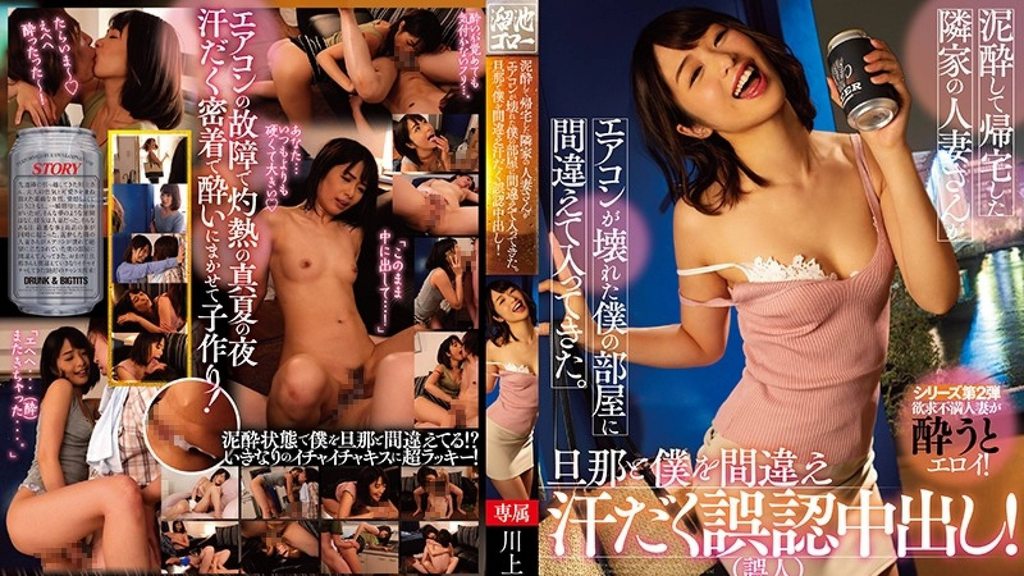 泥酔して帰宅した
隣家の人妻さんが
エアコンが壊れた僕の部屋に
間違えて入ってきた。
旦那と僕を間違え
汗だく誤認中出し!
(誤人)
シリーズ第2弾
欲求不満人妻が
酔うと
エロイ!
BEER
溜池
ゴロー
泥酔して帰宅した隣家の人妻さんが
エアコンが壊れた僕の部屋に間違えて入ってきた。
旦那と僕を間違え汗だく誤認中出し!
専属
川上
エアコンの故障で灼熱の真夏の夜
汗だく密着で酔いにまかせて子作り!
たらいま〜♡
えへへ
酔ったた〜
あなた…
いつもよりも
硬くて大きい♡
「このまま
中に出して・・・」
STORY
DRUNK & BIGTITS
「エヘヘ
(酔)
泥酔状態で僕を旦那と間違えてる!?
いきなりのイチャイチャキスに超ラッキー!